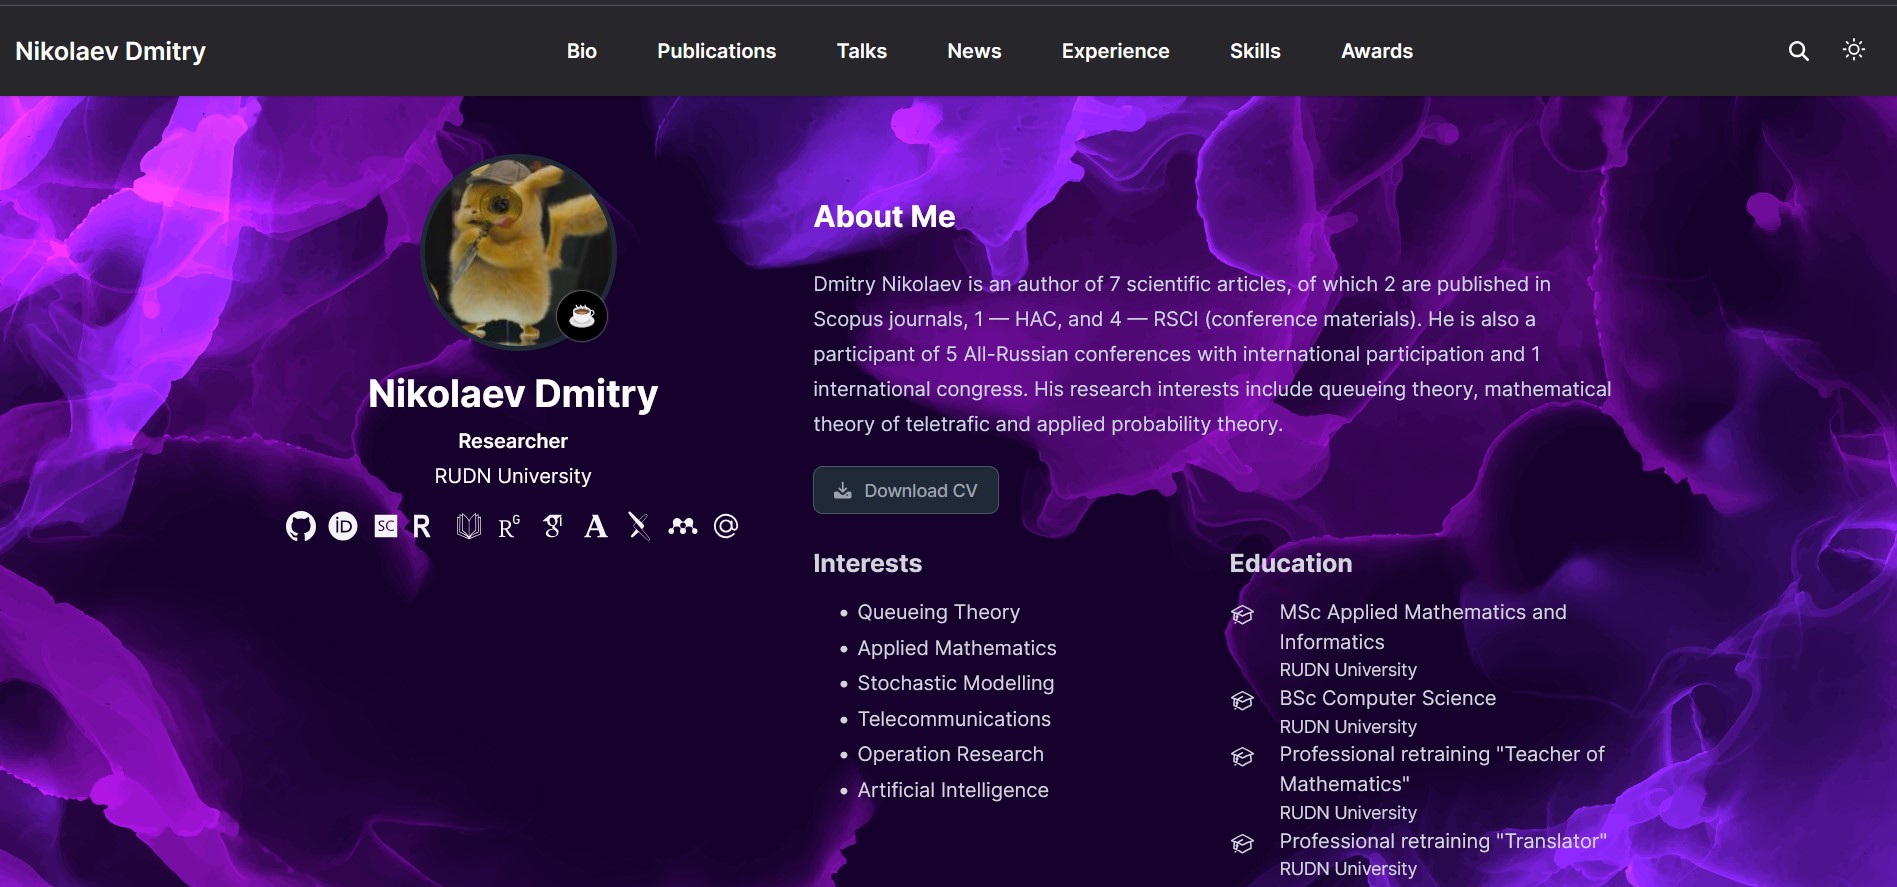 Nikolaev Dmitry
Bio
Publications
Talks
News
Experience
Skills
Awards
Nikolaev Dmitry
Researcher
RUDN University
iD
SC
R
RG
A
About Me
Dmitry Nikolaev is an author of 7 scientific articles, of which 2 are published in
Scopus journals, 1 — HAC, and 4 — RSCI (conference materials). He is also a
participant of 5 All-Russian conferences with international participation and 1
international congress. His research interests include queueing theory, mathematical
theory of teletrafic and applied probability theory.
Download CV
Interests
• Queueing Theory
• Applied Mathematics
• Stochastic Modelling
• Telecommunications
• Operation Research
• Artificial Intelligence
Education
MSc Applied Mathematics and
Informatics
RUDN University
BSc Computer Science
RUDN University
Professional retraining "Teacher of
Mathematics"
RUDN University
Professional retraining "Translator"
RUDN University